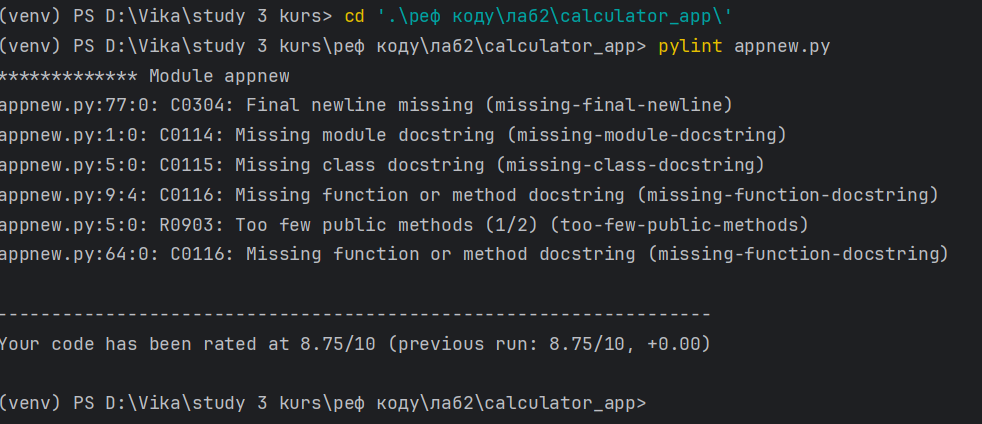 (venv) PS D:\Vika\study 3 kurs> cd '.\реф коду\лаб2\calculator_app\'
(venv) PS D:\Vika\study 3 kurs\реф коду\лаб2\calculator_app> pylint appnew.py
************* Module appnew
appnew.py:77:0: C0304: Final newline missing (missing-final-newline)
appnew.py:1:0: C0114: Missing module docstring (missing-module-docstring)
appnew.py:5:0: C0115: Missing class docstring (missing-class-docstring)
appnew.py:9:4: C0116: Missing function or method docstring (missing-function-docstring)
appnew.py:5:0: R0903: Too few public methods (1/2) (too-few-public-methods)
appnew.py:64:0: C0116: Missing function or method docstring (missing-function-docstring)
------------------------------------------------------------------
Your code has been rated at 8.75/10 (previous run: 8.75/10, +0.00)
(venv) PS D:\Vika\study 3 kurs\реф коду\лаб2\calculator_app>